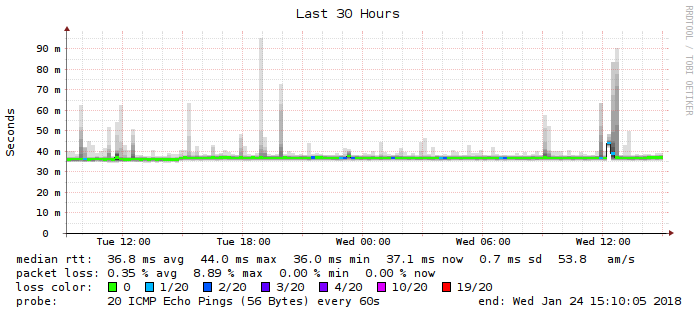 Last 30 Hours
RRDTOOL / TOBI OETIKER
Seconds
90 m
80 m
70 m
60 m
50 m
40 m
30 m
20 m
10 m
0
Tue 12:00 Tue 18:00 Wed 00:00 Wed 06:00 Wed 12:00
median rtt: 36.8 ms avg 44.0 ms max 36.0 ms min 37.1 ms now 0.7 ms sd 53.8 am/s
packet loss: 0.35 % avg 8.89 % max 0.00 % min 0.00 % now
loss color: 0 1/20 2/20 3/20 4/20 10/20 19/20
probe: 20 ICMP Echo Pings (56 Bytes) every 60s end: Wed Jan 24 15:10:05 2018